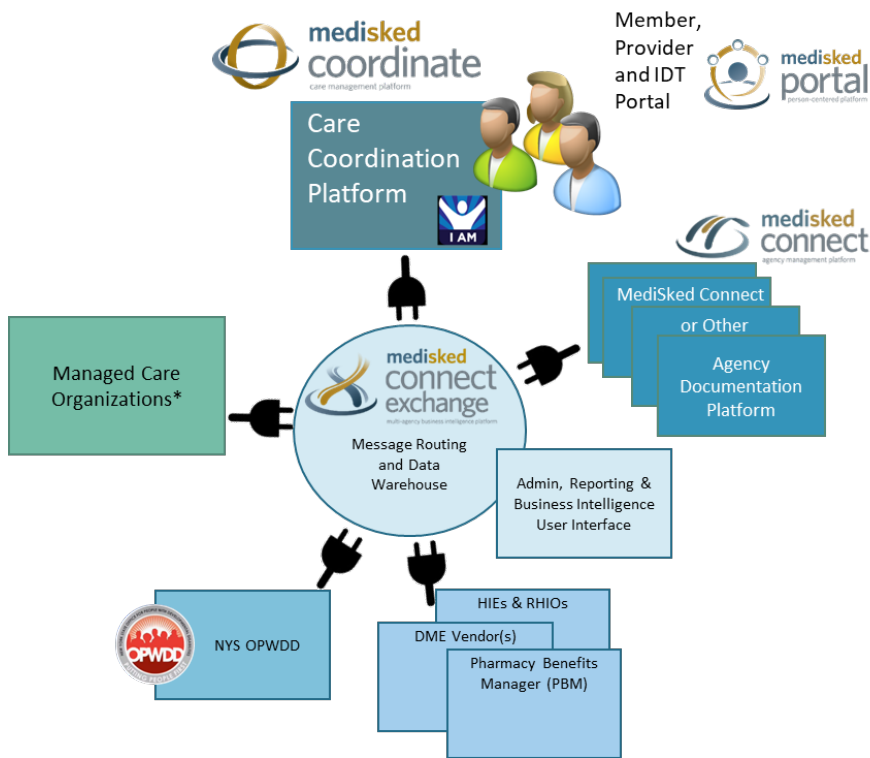 medisked
coordinate
care management platform
Member,
Provider
and IDT
Portal
medisked
portal
person-centered platform
Care
Coordination
Platform
I AM
medisked
connect
agency management platform
MediSked Connect
or Other
Agency
Documentation
Platform
Managed Care
Organizations*
medisked
connect
exchange
multi-agency business intelligence platform
Message Routing
and Data
Warehouse
Admin, Reporting &
Business Intelligence
User Interface
HIEs & RHIOs
DME Vendor(s)
Pharmacy Benefits
Manager (PBM)
NYS OPWDD
OPWDD
PUTTING PEOPLE FIRST